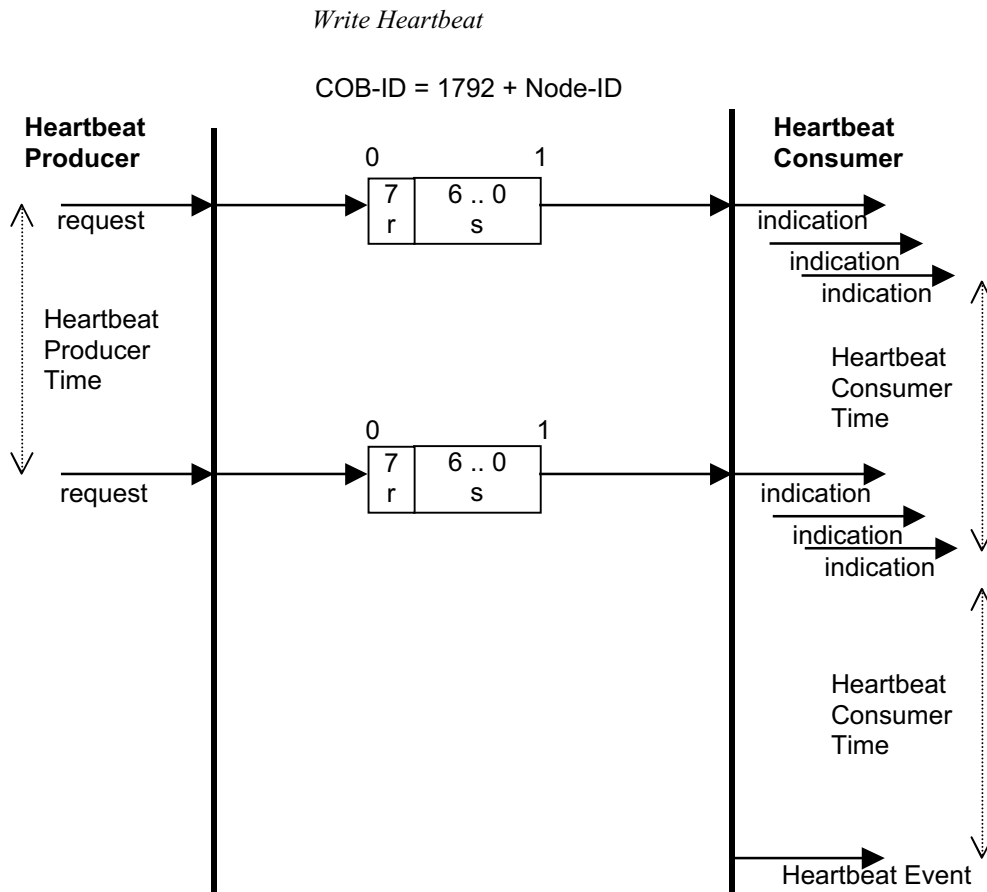 Write Heartbeat
COB-ID = 1792 + Node-ID
Heartbeat
Producer
Heartbeat
Consumer
0 1
7 6 .. 0
r s
request
indication
indication
indication
Heartbeat
Producer
Time
Heartbeat
Consumer
Time
0 1
7 6 .. 0
r s
request
indication
indication
indication
Heartbeat
Consumer
Time
Heartbeat Event